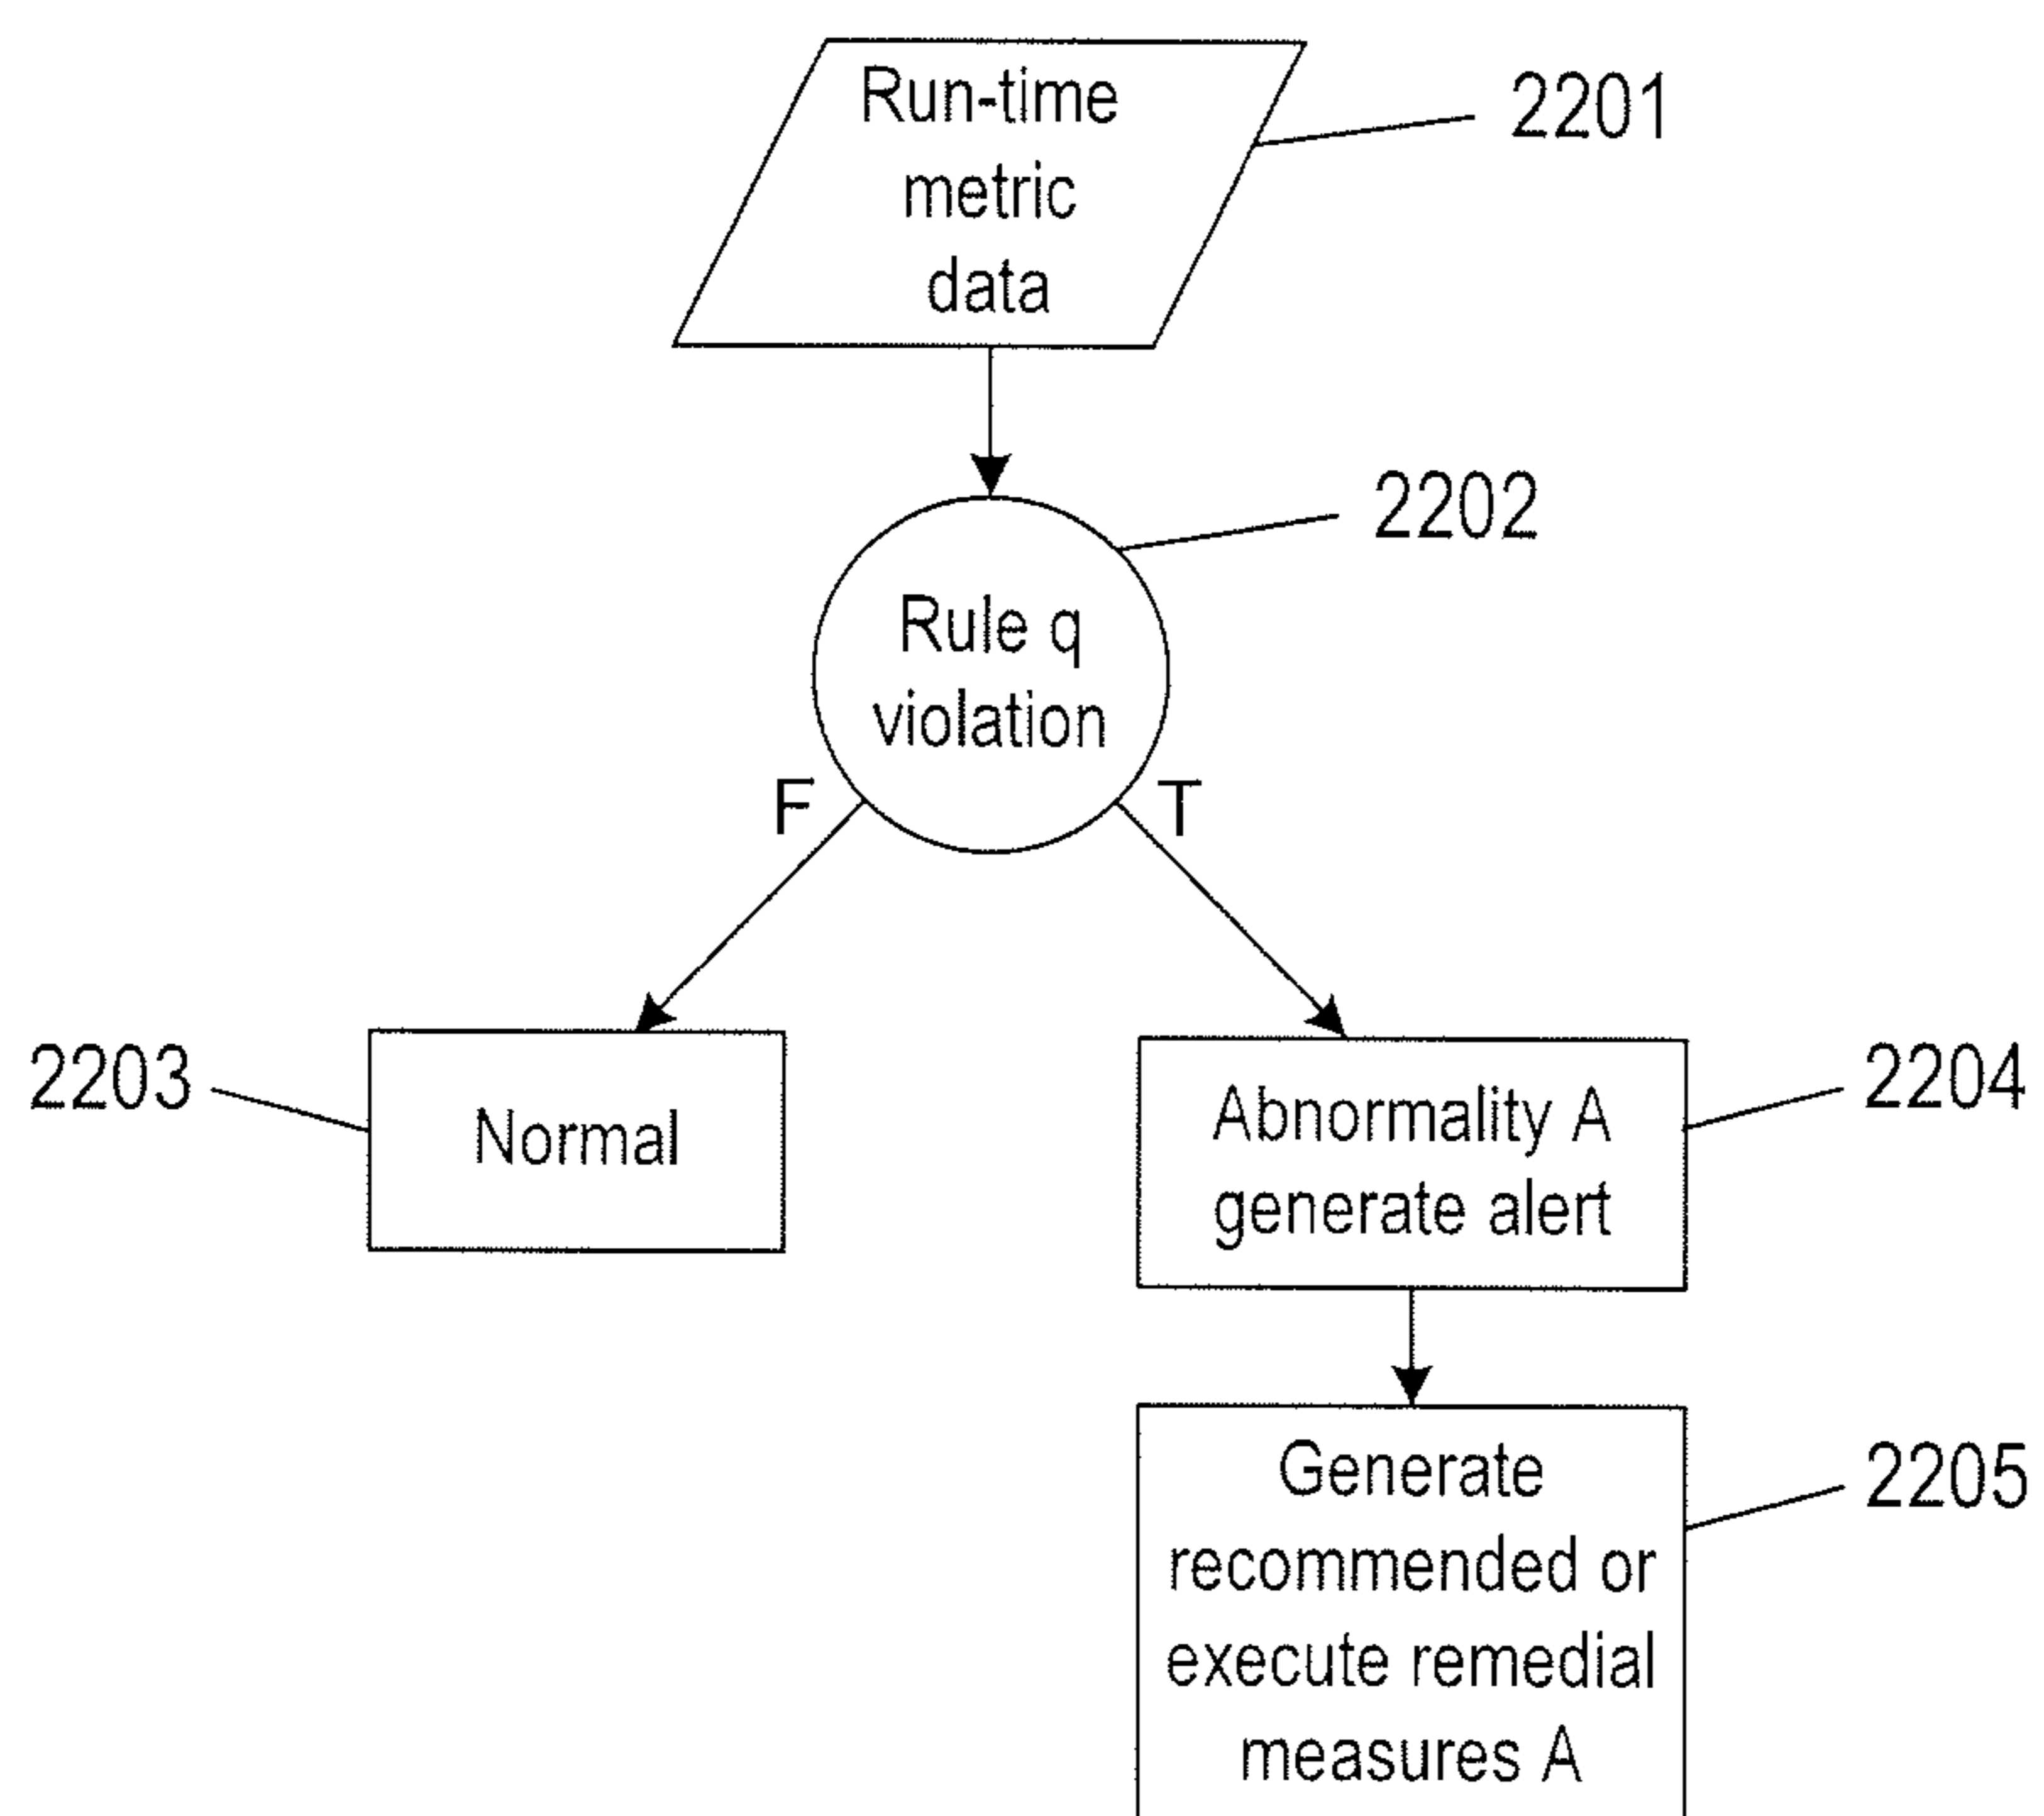 Run-time
metric
data
2201
Rule q
violation
2202
F
T
2203
Normal
Abnormality A
generate alert
2204
Generate
recommended or
execute remedial
measures A
2205